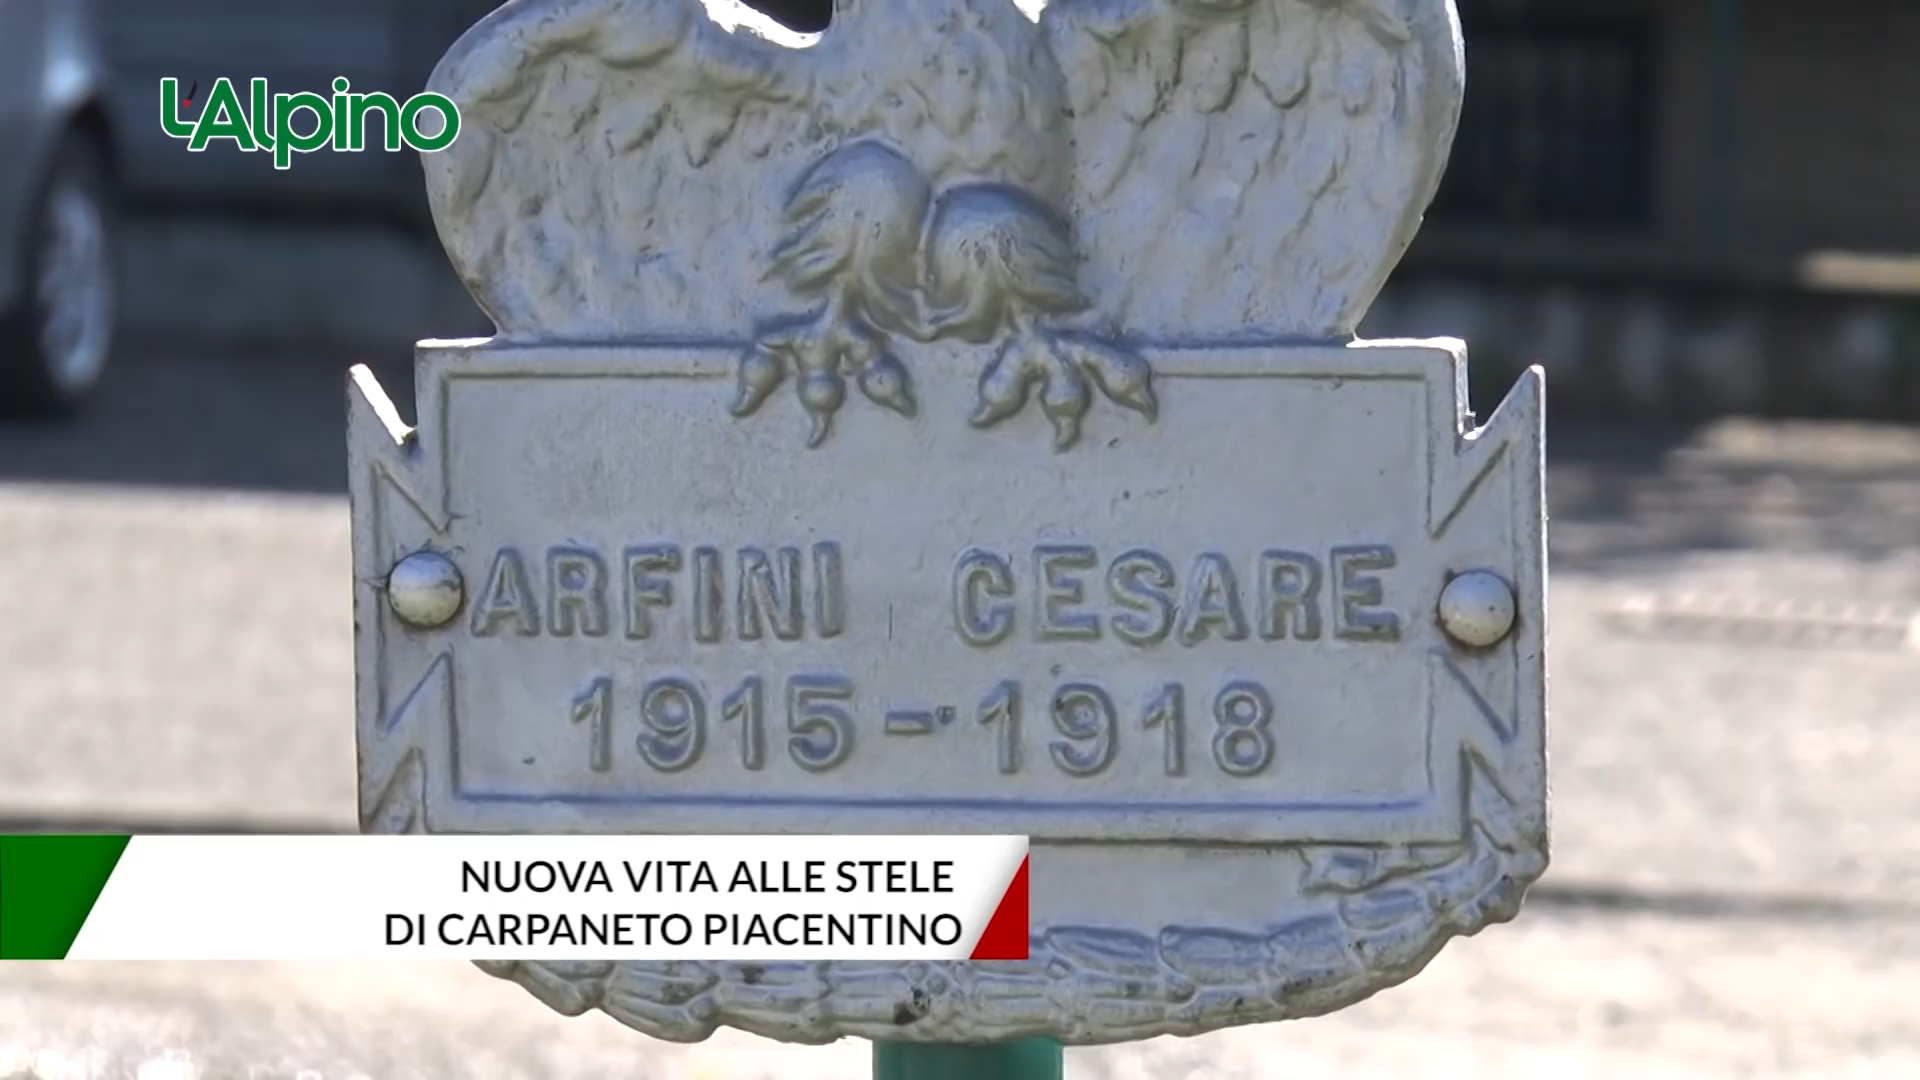 L'Alpino
ARFINI CESARE
1915-1918
NUOVA VITA ALLE STELE
DI CARPANETO PIACENTINO